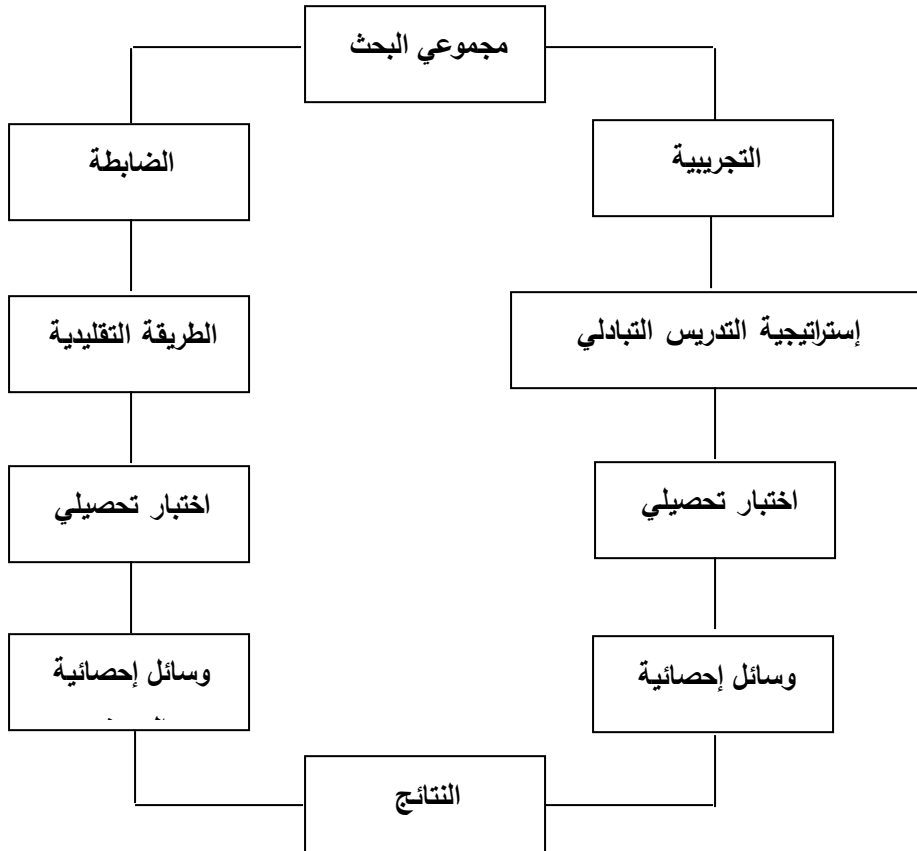 مجموعي البحث
التجريبية
الضابطة
إستراتيجية التدريس التبادلي
الطريقة التقليدية
اختبار تحصيلي
اختبار تحصيلي
وسائل إحصائية
وسائل إحصائية
النتائج